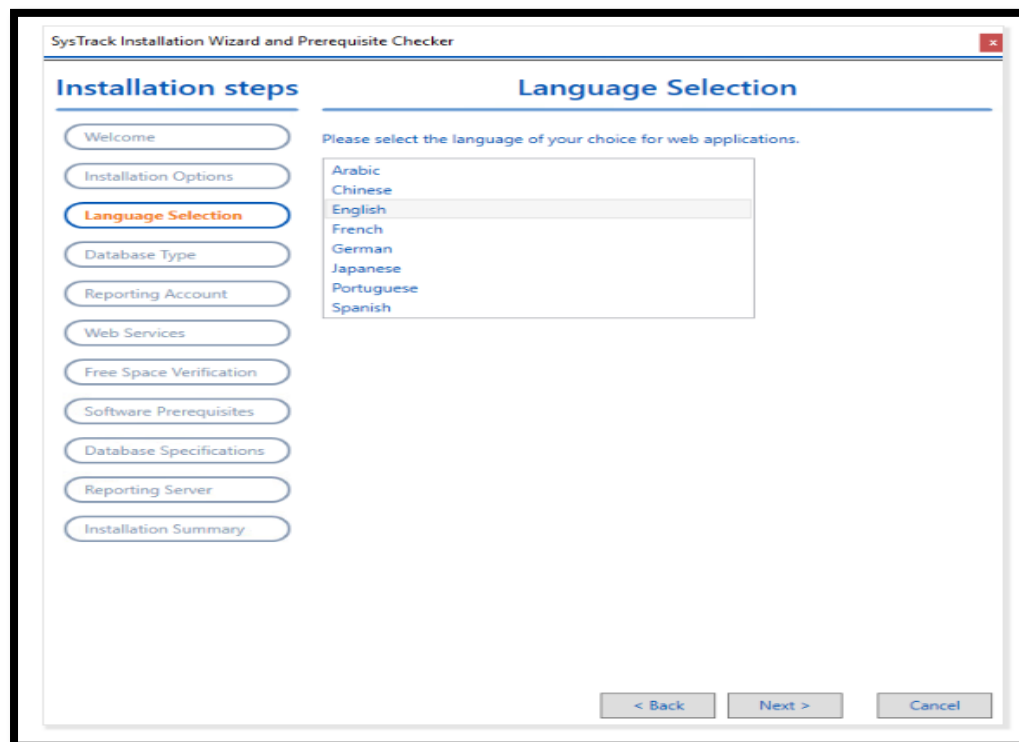 SysTrack Installation Wizard and Prerequisite Checker
x
Installation steps
Welcome
Installation Options
Language Selection
Database Type
Reporting Account
Web Services
Free Space Verification
Software Prerequisites
Database Specifications
Reporting Server
Installation Summary
Language Selection
Please select the language of your choice for web applications.
Arabic
Chinese
English
French
German
Japanese
Portuguese
Spanish
< Back
Next >
Cancel